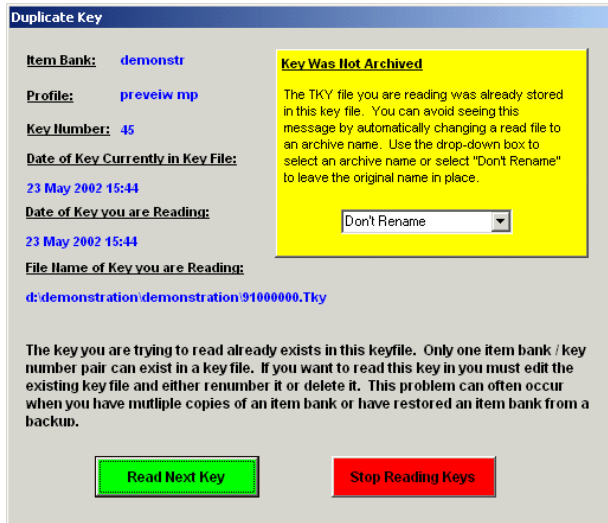 Duplicate Key
Item Bank: demonstr
Profile: preveiw mp
Key Number: 45
Date of Key Currently in Key File:
23 May 2002 15:44
Date of Key you are Reading:
23 May 2002 15:44
File Name of Key you are Reading:
d:\demonstration\demonstration\91000000.Tky
Key Was Not Archived
The TKY file you are reading was already stored
in this key file. You can avoid seeing this
message by automatically changing a read file to
an archive name. Use the drop-down box to
select an archive name or select "Don't Rename"
to leave the original name in place.
Don't Rename
The key you are trying to read already exists in this keyfile. Only one item bank / key
number pair can exist in a key file. If you want to read this key in you must edit the
existing key file and either renumber it or delete it. This problem can often occur
when you have mutliple copies of an item bank or have restored an item bank from a
backup.
Read Next Key
Stop Reading Keys